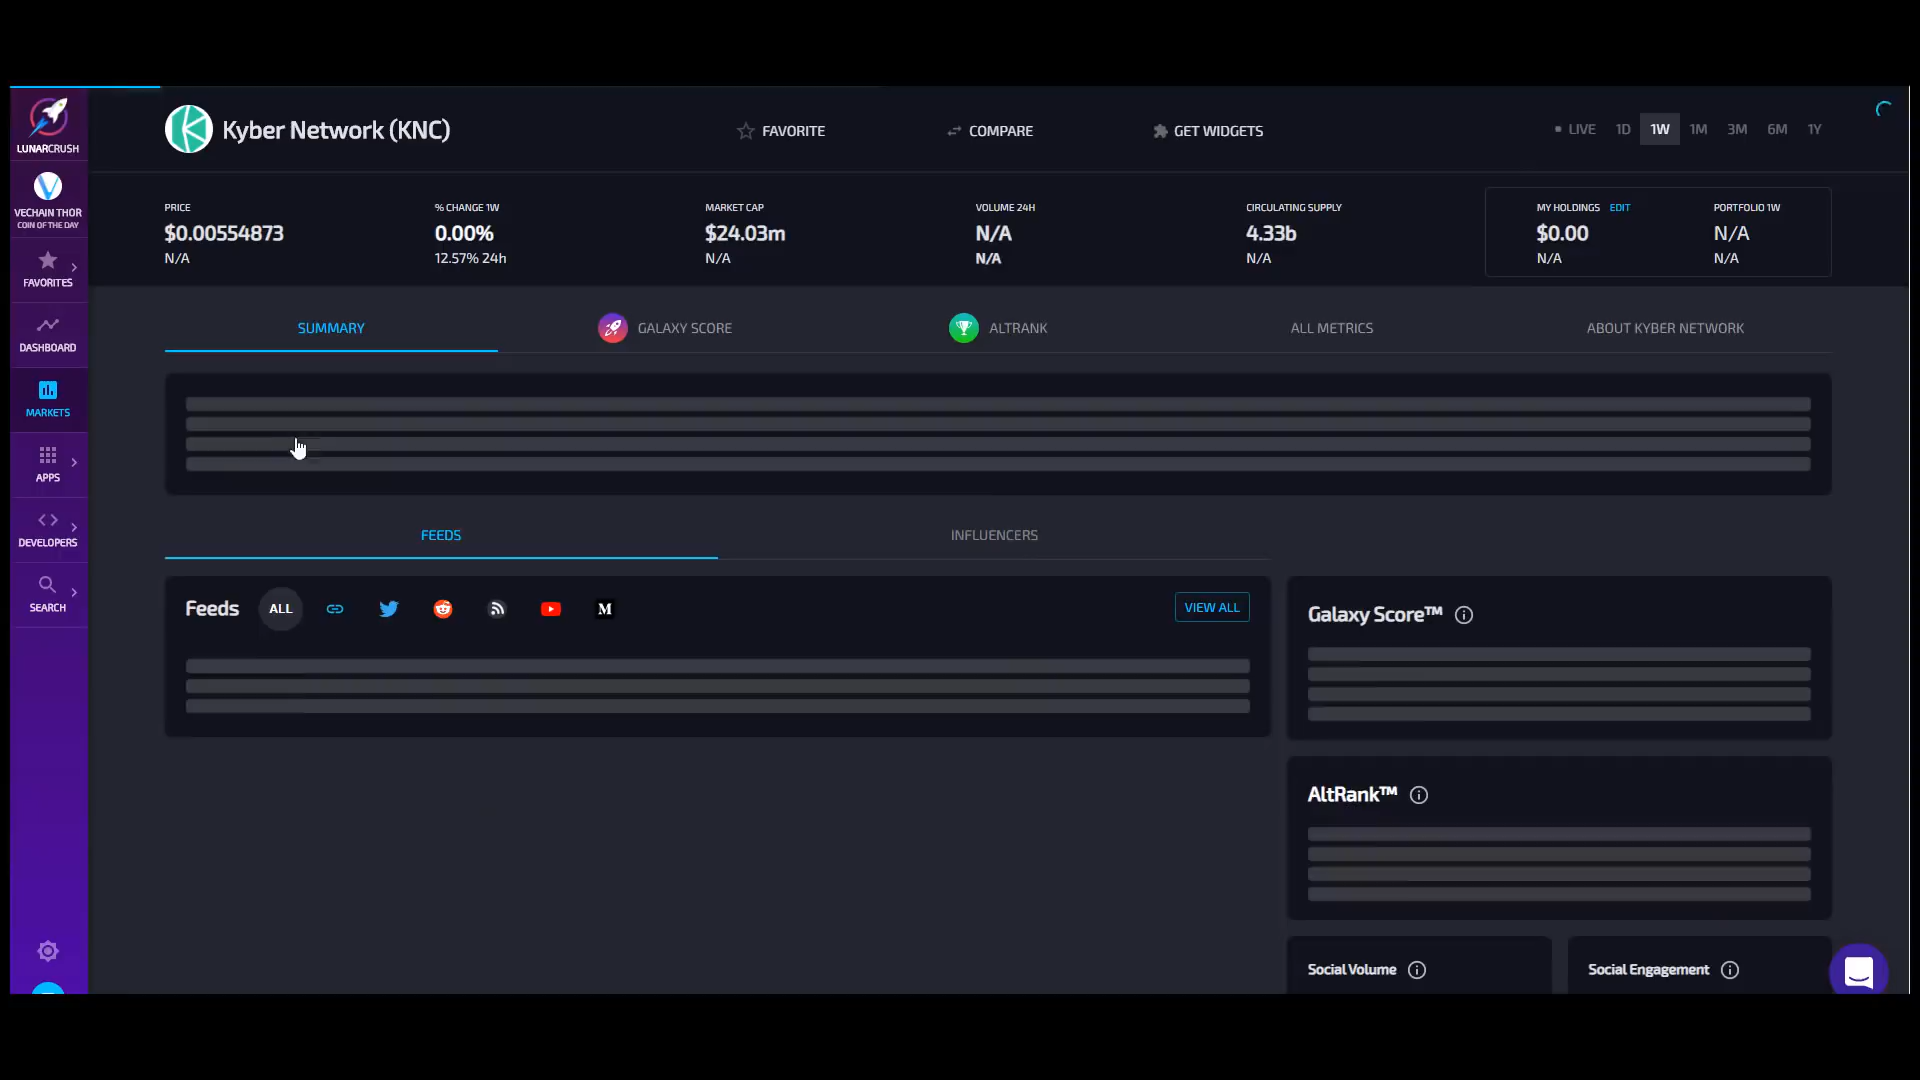 LUNARCRUSH
VECHAIN THOR
COIN OF THE DAY
FAVORITES
DASHBOARD
MARKETS
APPS
DEVELOPERS
SEARCH
Kyber Network (KNC)
FAVORITE
COMPARE
GET WIDGETS
LIVE 1D 1W 1M 3M 6M 1Y
PRICE
$0.00554873
N/A
% CHANGE 1W
0.00%
12.57% 24h
MARKET CAP
$24.03m
N/A
VOLUME 24H
N/A
N/A
CIRCULATING SUPPLY
4.33b
N/A
MY HOLDINGS EDIT
$0.00
N/A
PORTFOLIO 1W
N/A
N/A
SUMMARY
GALAXY SCORE
ALTRANK
ALL METRICS
ABOUT KYBER NETWORK
FEEDS
INFLUENCERS
Feeds ALL M
VIEW ALL
Galaxy Score™
AltRank™
Social Volume
Social Engagement